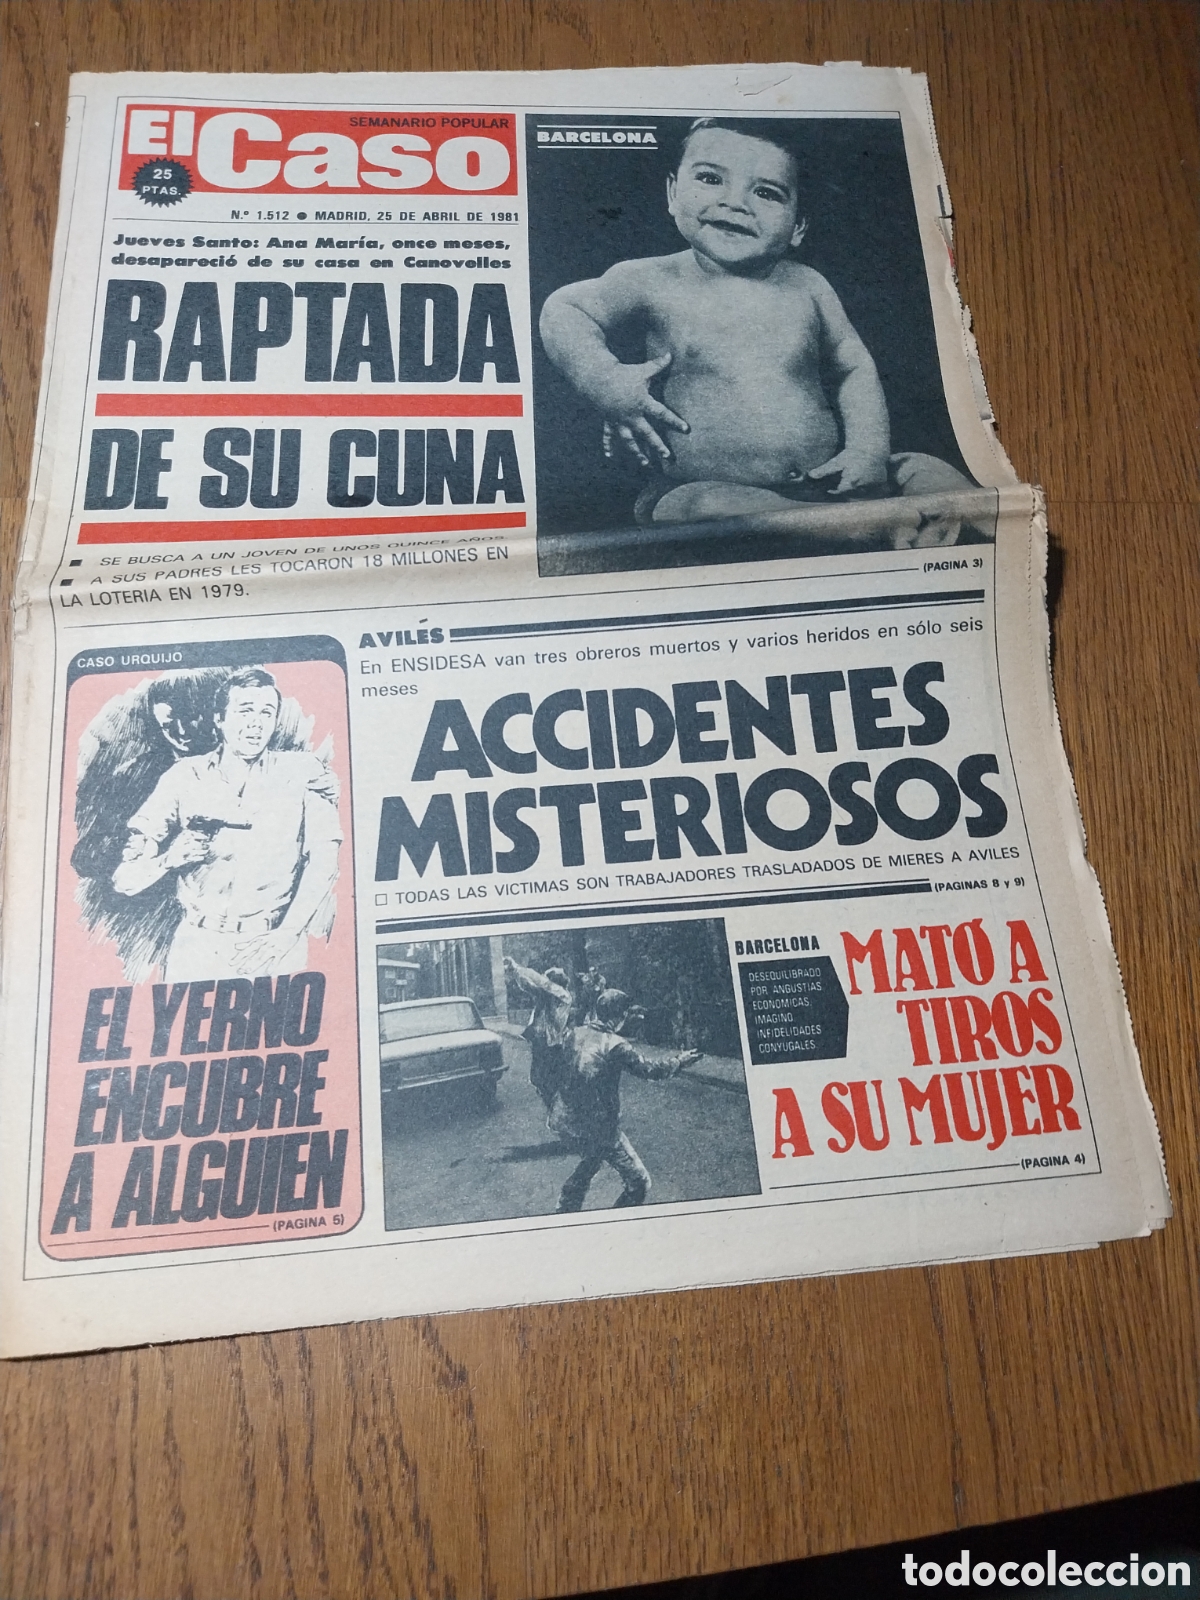 El Caso
SEMANARIO POPULAR
25
PTAS.
N.º 1.512 ● MADRID, 25 DE ABRIL DE 1981
Jueves Santo: Ana María, once meses,
desapareció de su casa en Canovelles
RAPTADA
DE SU CUNA
■ SE BUSCA A UN JOVEN DE UNOS QUINCE AÑOS.
■ A SUS PADRES LES TOCARON 18 MILLONES EN
LA LOTERIA EN 1979.
BARCELONA
(PAGINA 3)
CASO URQUIJO
EL YERNO
ENCUBRE
A ALGUIEN
(PAGINA 5)
AVILÉS
En ENSIDESA van tres obreros muertos y varios heridos en sólo seis
meses
ACCIDENTES
MISTERIOSOS
□ TODAS LAS VICTIMAS SON TRABAJADORES TRASLADADOS DE MIERES A AVILES
(PAGINAS 8 y 9)
BARCELONA
DESEQUILIBRADO
POR ANGUSTIAS
ECONOMICAS,
IMAGINO
INFIDELIDADES
CONYUGALES
MATÓ A
TIROS
A SU MUJER
(PAGINA 4)
todocoleccion